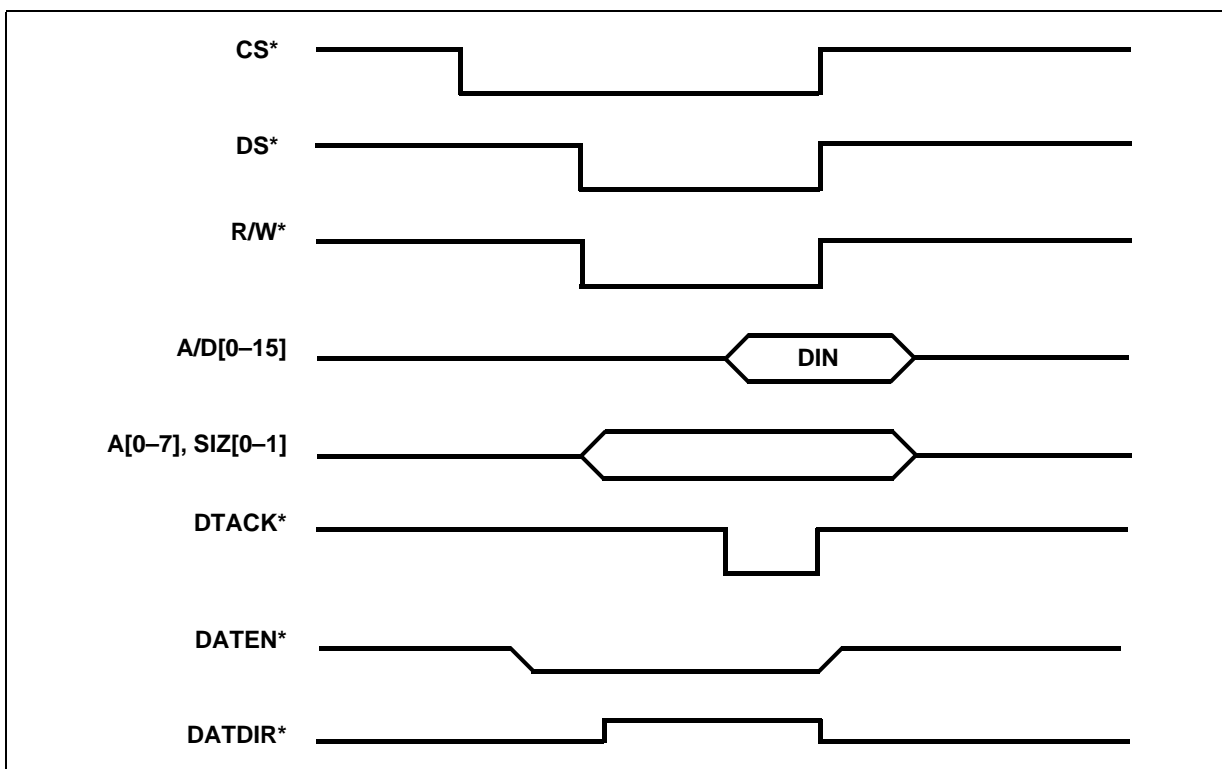 CS*
DS*
R/W*
A/D[0–15]
DIN
A[0–7], SIZ[0–1]
DTACK*
DATEN*
DATDIR*